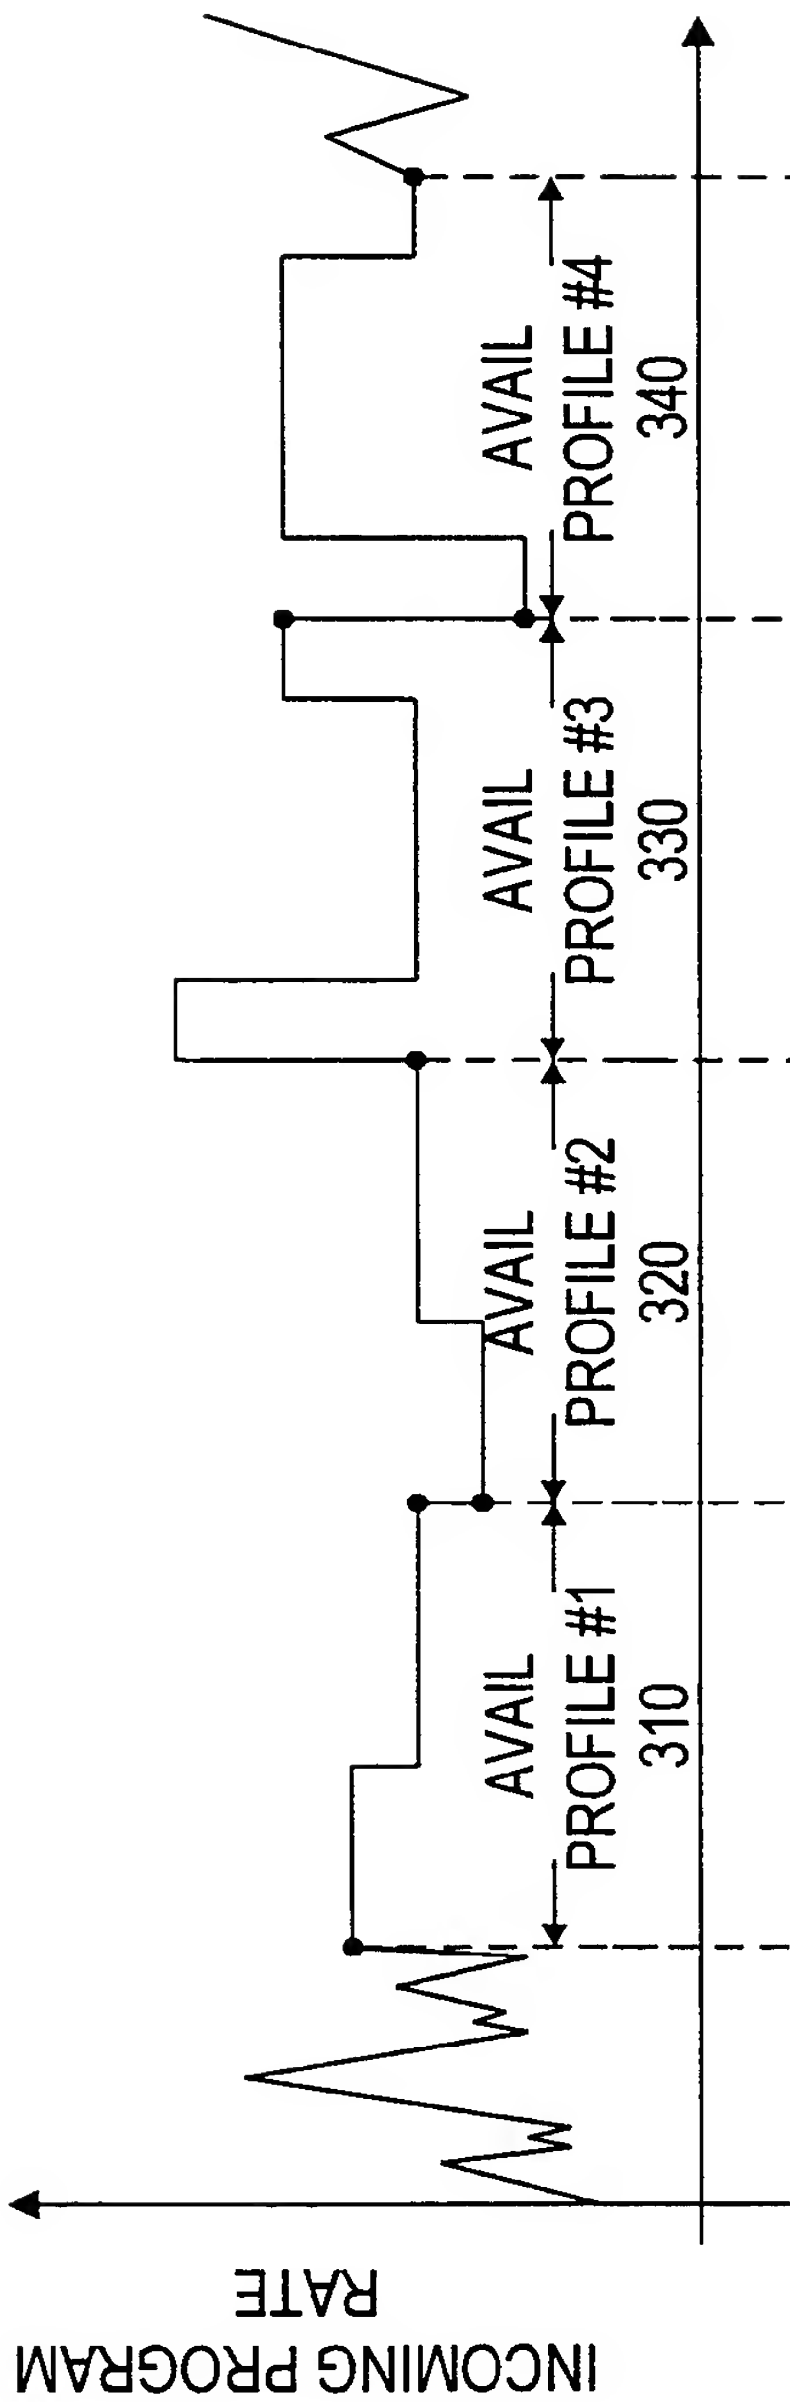 INCOMING PROGRAM
RATE
AVAIL
PROFILE #1
310
AVAIL
PROFILE #2
320
AVAIL
PROFILE #3
330
AVAIL
PROFILE #4
340